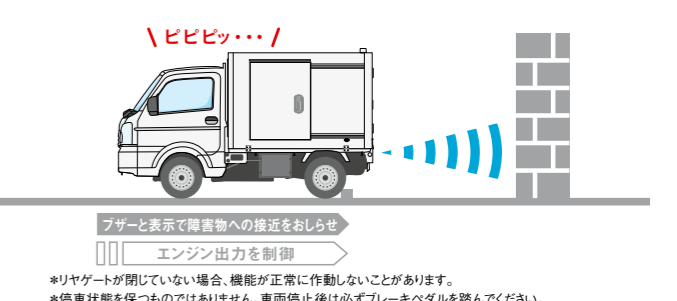 \ ピピピッ・・・ /
ブザーと表示で障害物への接近をおしらせ
エンジン出力を制御
*リヤゲートが閉じていない場合、機能が正常に作動しないことがあります。
*停車状態を保つものではありません。車両停止後は必ずブレーキペダルを踏んでください。